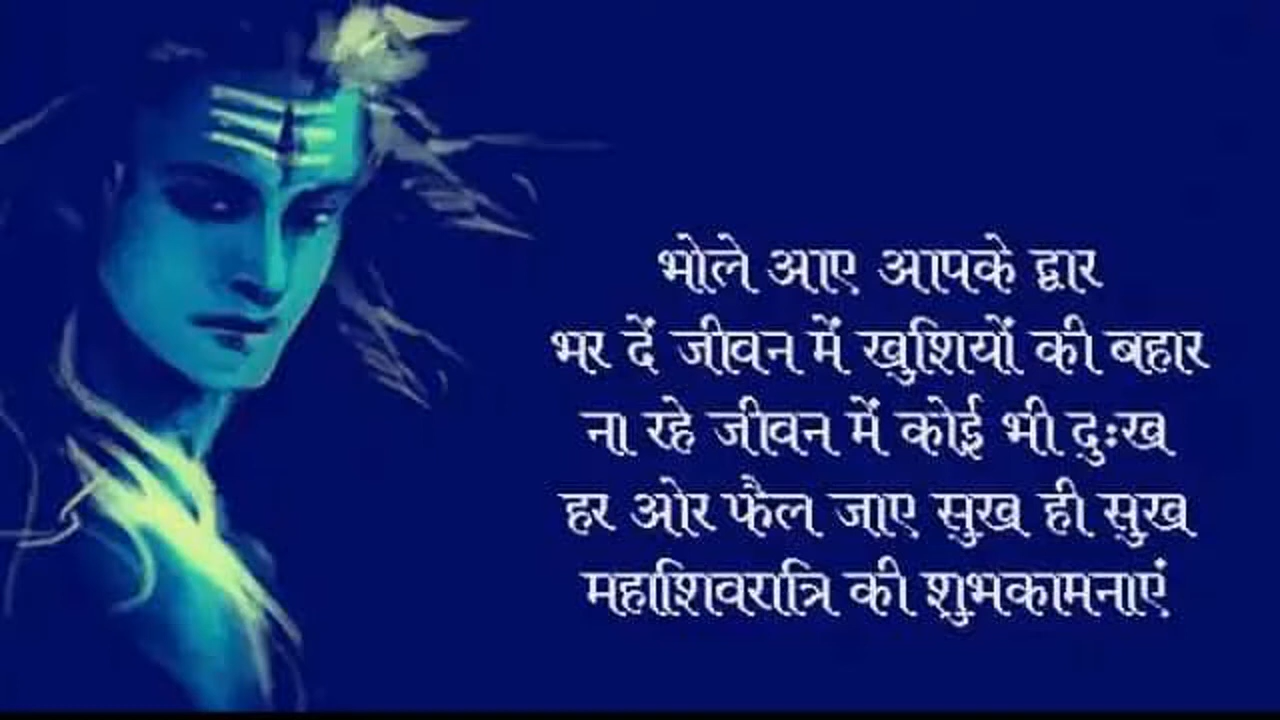 भोले आए आपके द्वार
भर दें जीवन में खुशियों की बहार
ना रहे जीवन में कोई भी दुःख
हर ओर फैल जाए सुख ही सुख
महाशिवरात्रि की शुभकामनाएं